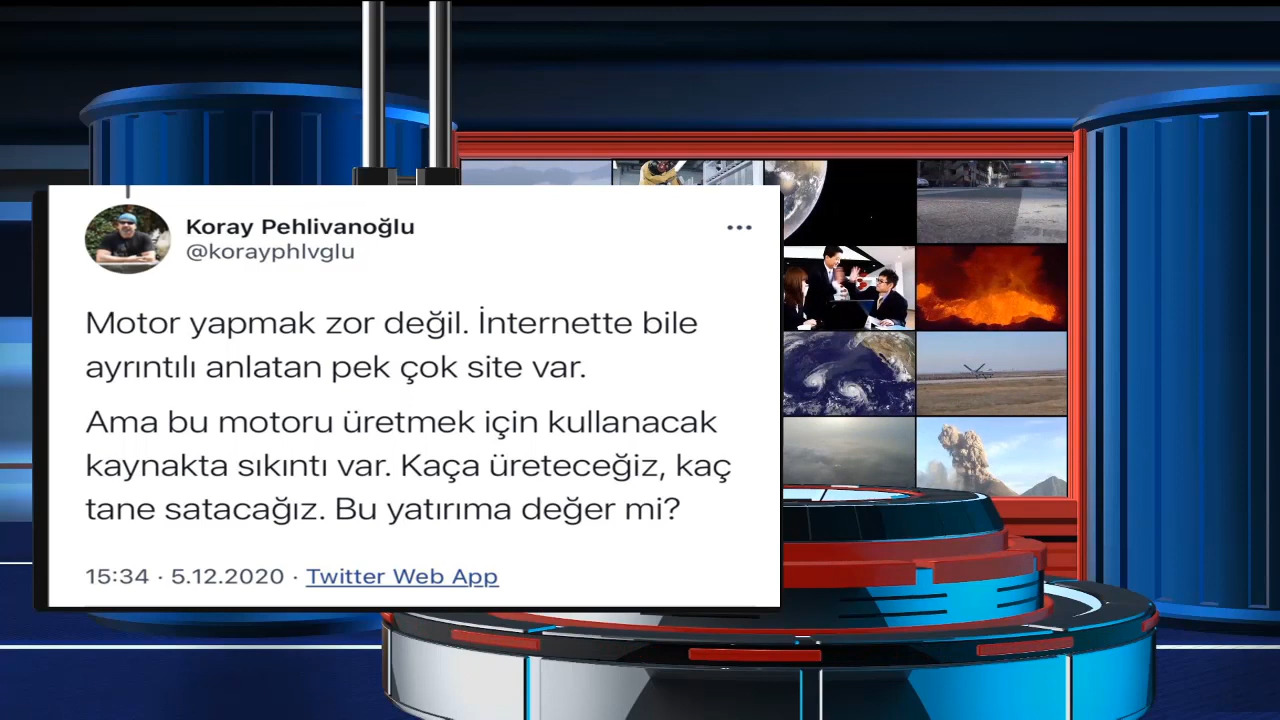 Koray Pehlivanoğlu
@korayphlvglu
Motor yapmak zor değil. İnternette bile
ayrıntılı anlatan pek çok site var.
Ama bu motoru üretmek için kullanacak
kaynakta sıkıntı var. Kaça üreteceğiz, kaç
tane satacağız. Bu yatırıma değer mi?
15:34 · 5.12.2020 · Twitter Web App